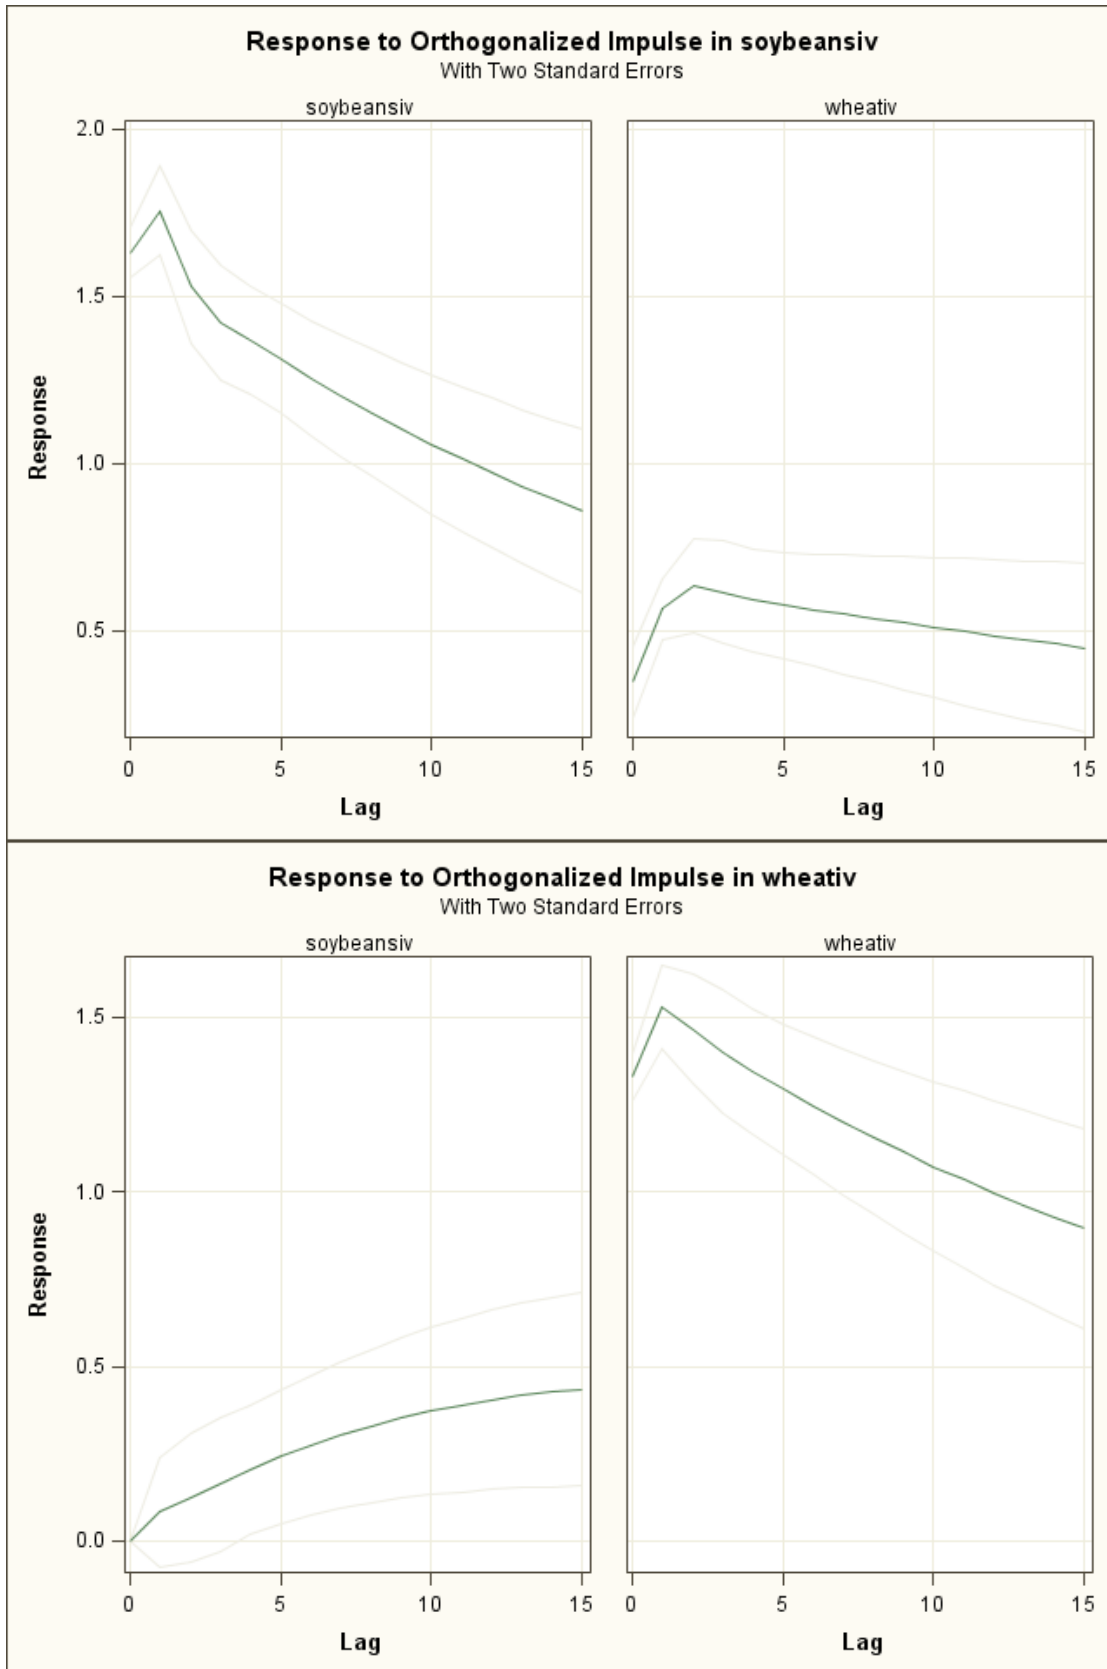 Response to Orthogonalized Impulse in soybeansiv
With Two Standard Errors
soybeansiv wheativ
2.0
1.5
1.0
0.5
Response
0 5 10 15 0 5 10 15
Lag Lag
Response to Orthogonalized Impulse in wheativ
With Two Standard Errors
soybeansiv wheativ
1.5
1.0
0.5
0.0
Response
0 5 10 15 0 5 10 15
Lag Lag